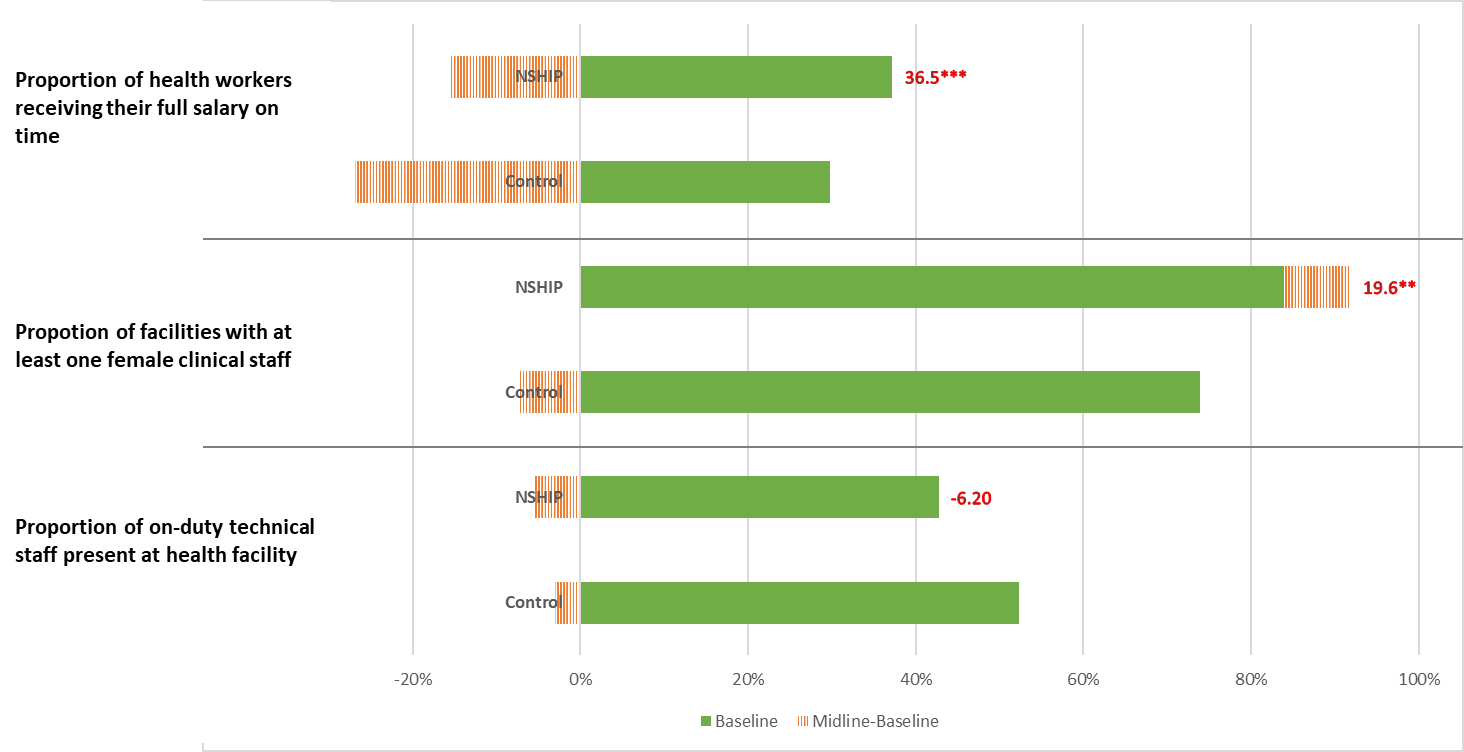 Proportion of health workers
receiving their full salary on
time
NSHIP
36.5***
Control
Propotion of facilities with at
least one female clinical staff
NSHIP
19.6**
Control
Proportion of on-duty technical
staff present at health facility
NSHIP
-6.20
Control
-20% 0% 20% 40% 60% 80% 100%
Baseline Midline-Baseline